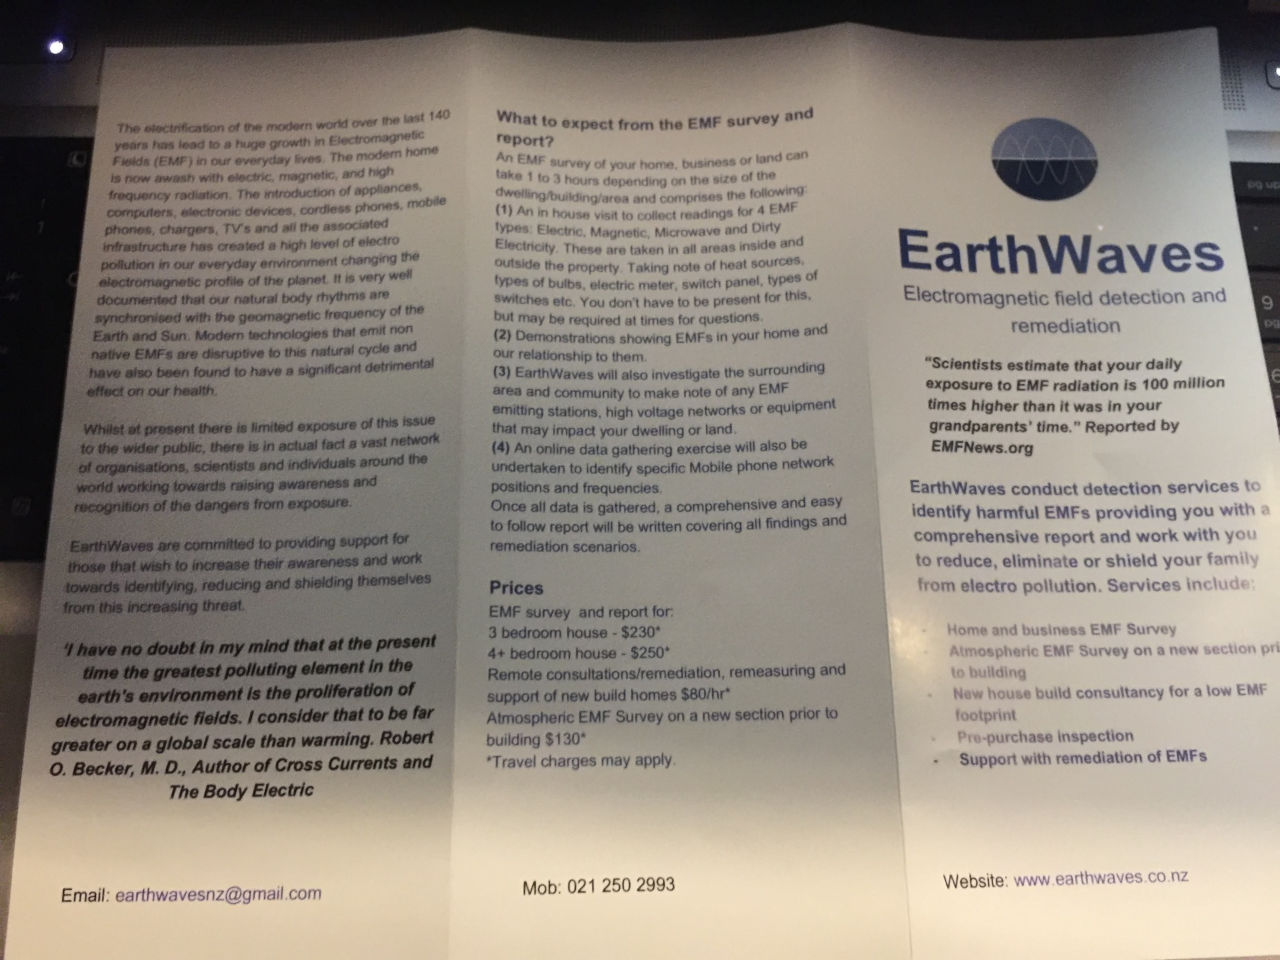 The electrification of the modern world over the last 140
years has lead to a huge growth in Electromagnetic
Fields (EMF) in our everyday lives. The modern home
is now awash with electric, magnetic, and high
frequency radiation. The introduction of appliances,
computers, electronic devices, cordless phones, mobile
phones, chargers, TV's and all the associated
infrastructure has created a high level of electro
pollution in our everyday environment changing the
electromagnetic profile of the planet. It is very well
documented that our natural body rhythms are
synchronised with the geomagnetic frequency of the
Earth and Sun. Modern technologies that emit non
native EMFs are disruptive to this natural cycle and
have also been found to have a significant detrimental
effect on our health.
Whilst at present there is limited exposure of this issue
to the wider public, there is in actual fact a vast network
of organisations, scientists and individuals around the
world working towards raising awareness and
recognition of the dangers from exposure.
EarthWaves are committed to providing support for
those that wish to increase their awareness and work
towards identifying, reducing and shielding themselves
from this increasing threat.
'I have no doubt in my mind that at the present
time the greatest polluting element in the
earth's environment is the proliferation of
electromagnetic fields. I consider that to be far
greater on a global scale than warming. Robert
O. Becker, M. D., Author of Cross Currents and
The Body Electric
Email: earthwavesnz@gmail.com
What to expect from the EMF survey and
report?
An EMF survey of your home, business or land can
take 1 to 3 hours depending on the size of the
dwelling/building/area and comprises the following:
(1) An in house visit to collect readings for 4 EMF
types: Electric, Magnetic, Microwave and Dirty
Electricity. These are taken in all areas inside and
outside the property. Taking note of heat sources,
types of bulbs, electric meter, switch panel, types of
switches etc. You don't have to be present for this,
but may be required at times for questions.
(2) Demonstrations showing EMFs in your home and
our relationship to them.
(3) EarthWaves will also investigate the surrounding
area and community to make note of any EMF
emitting stations, high voltage networks or equipment
that may impact your dwelling or land.
(4) An online data gathering exercise will also be
undertaken to identify specific Mobile phone network
positions and frequencies.
Once all data is gathered, a comprehensive and easy
to follow report will be written covering all findings and
remediation scenarios.
Prices
EMF survey and report for:
3 bedroom house - $230*
4+ bedroom house - $250*
Remote consultations/remediation, remeasuring and
support of new build homes $80/hr*
Atmospheric EMF Survey on a new section prior to
building $130*
*Travel charges may apply.
Mob: 021 250 2993
EarthWaves
Electromagnetic field detection and
remediation
"Scientists estimate that your daily
exposure to EMF radiation is 100 million
times higher than it was in your
grandparents' time." Reported by
EMFNews.org
EarthWaves conduct detection services to
identify harmful EMFs providing you with a
comprehensive report and work with you
to reduce, eliminate or shield your family
from electro pollution. Services include:
- Home and business EMF Survey
- Atmospheric EMF Survey on a new section pri
to building
- New house build consultancy for a low EMF
footprint
- Pre-purchase inspection
- Support with remediation of EMFs
Website: www.earthwaves.co.nz
pg up
9